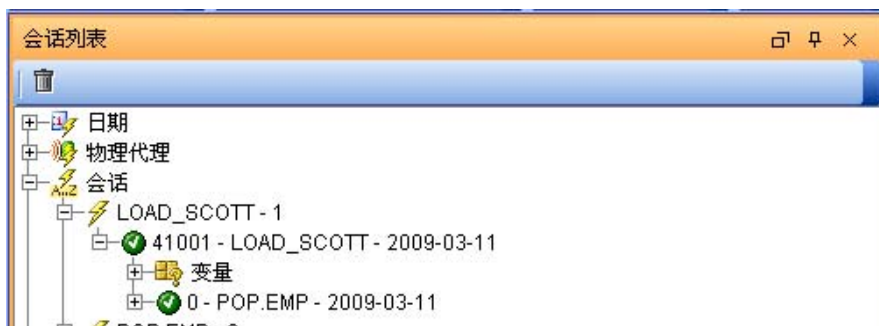 会话列表
日期
物理代理
会话
LOAD_SCOTT - 1
41001 - LOAD_SCOTT - 2009-03-11
变量
0 - POP.EMP - 2009-03-11